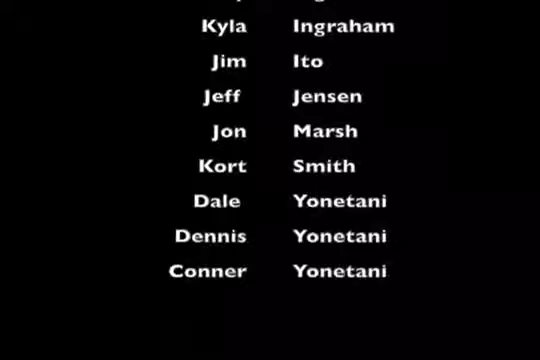 Kyla Ingraham
Jim Ito
Jeff Jensen
Jon Marsh
Kort Smith
Dale Yonetani
Dennis Yonetani
Conner Yonetani